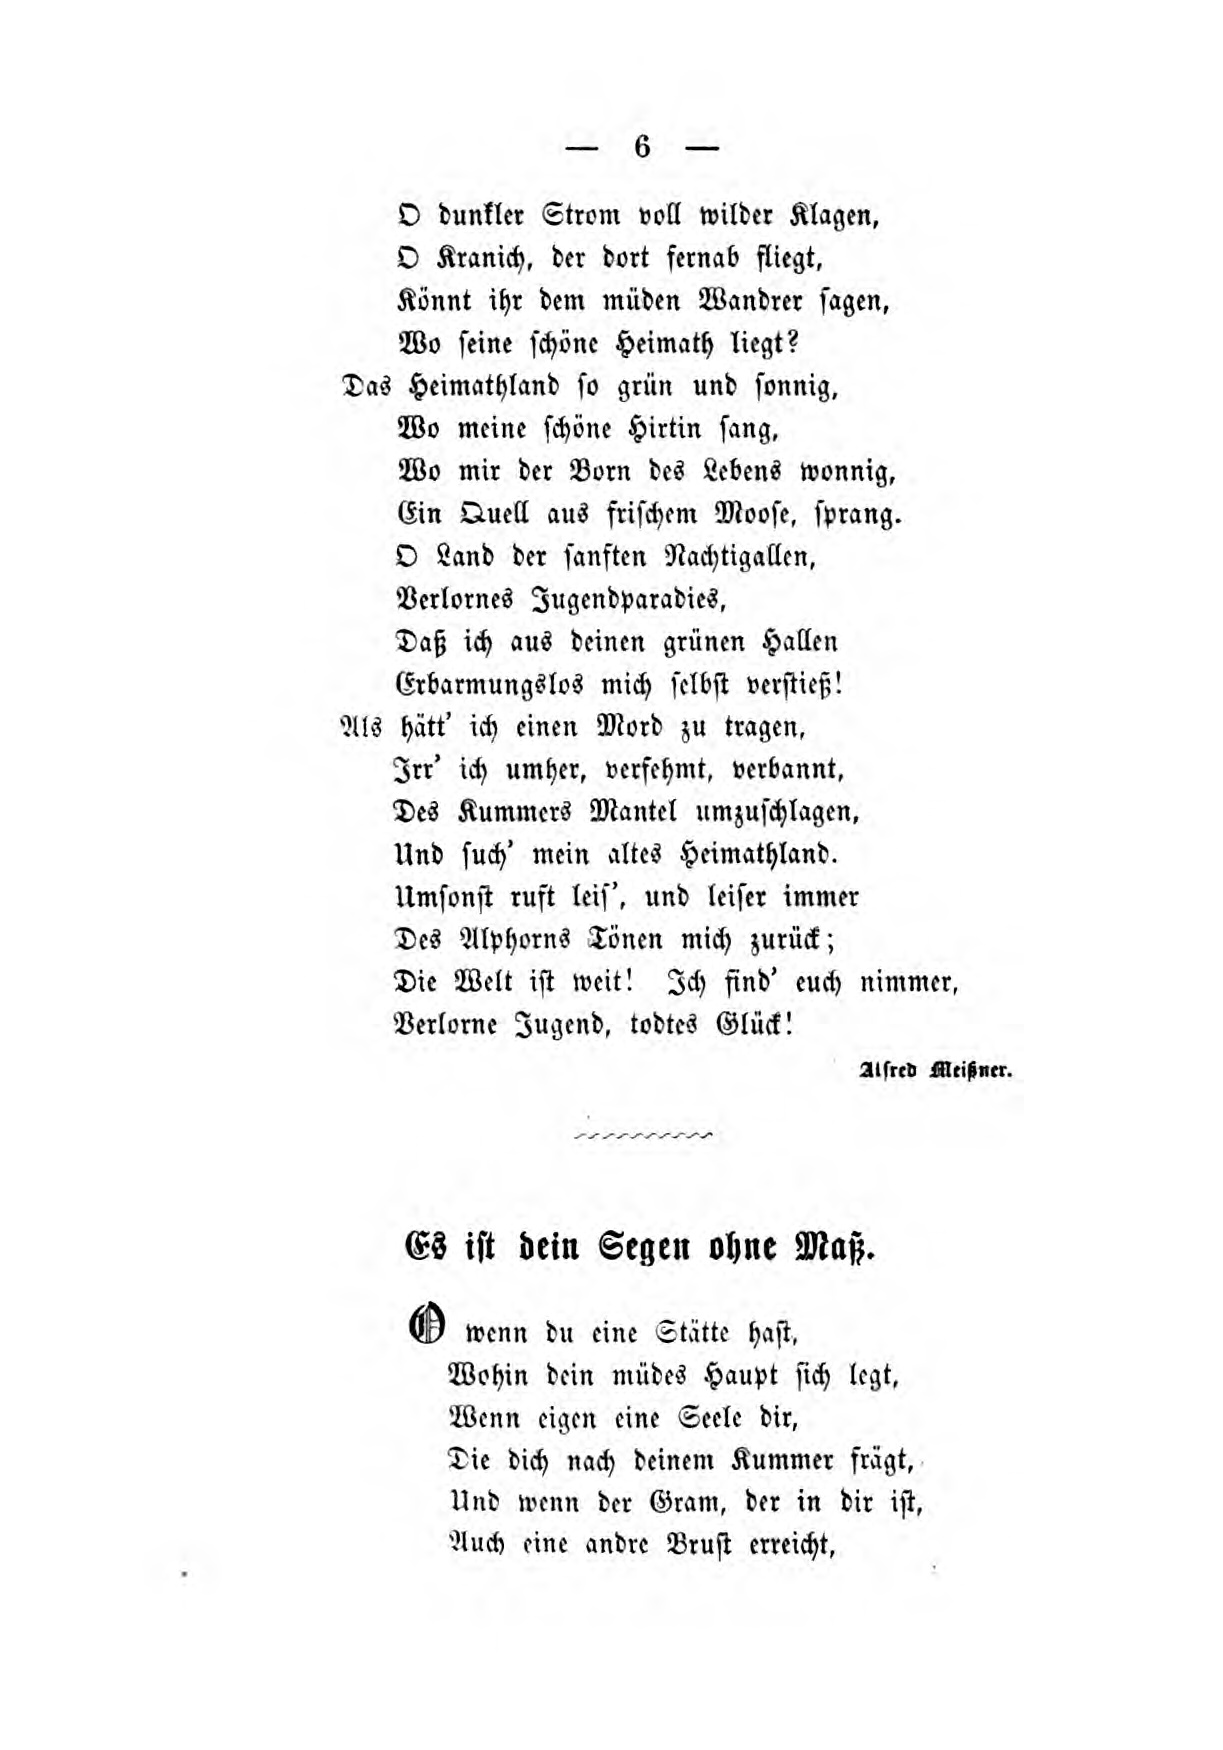 — 6 —
O dunkler Strom voll wilder Klagen,
O Kranich, der dort fernab fliegt,
Könnt ihr dem müden Wandrer ſagen,
Wo ſeine ſchöne Heimath liegt?
Das Heimathland ſo grün und ſonnig,
Wo meine ſchöne Hirtin ſang,
Wo mir der Born des Lebens wonnig,
Ein Quell aus friſchem Mooſe, ſprang.
O Land der ſanften Nachtigallen,
Verlornes Jugendparadies,
Daß ich aus deinen grünen Hallen
Erbarmungslos mich ſelbſt verſtieß!
Als hätt’ ich einen Mord zu tragen,
Irr’ ich umher, verfehmt, verbannt,
Des Kummers Mantel umzuſchlagen,
Und ſuch’ mein altes Heimathland.
Umſonſt ruft leiſ’, und leiſer immer
Des Alphorns Tönen mich zurück;
Die Welt iſt weit! Ich find’ euch nimmer,
Verlorne Jugend, todtes Glück!
Alfred Meißner.
Es iſt dein Segen ohne Maß.
O wenn du eine Stätte haſt,
Wohin dein müdes Haupt ſich legt,
Wenn eigen eine Seele dir,
Die dich nach deinem Kummer frägt,
Und wenn der Gram, der in dir iſt,
Auch eine andre Bruſt erreicht,